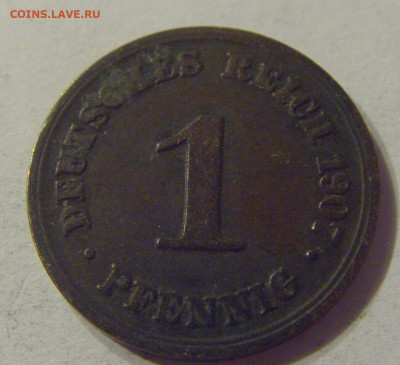 COINS.LAVE.RU
DEUTSCHES REICH 1907
1
· PFENNIG ·